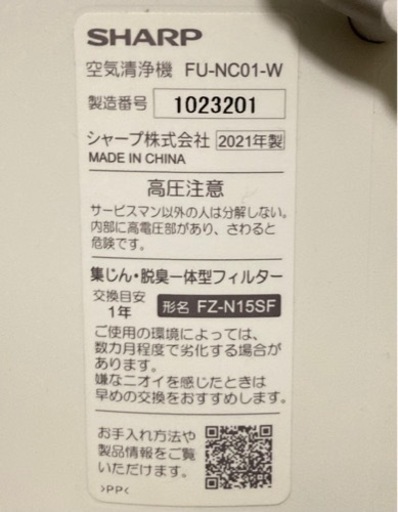 SHARP
空気清浄機 FU-NC01-W
製造番号 1023201
シャープ株式会社 2021年製
MADE IN CHINA
高圧注意
サービスマン以外の人は分解しない。
内部に高電圧部があり、さわると
危険です。
集じん・脱臭一体型フィルター
交換目安
1年
形名 FZ-N15SF
ご使用の環境によっては、
数カ月程度で劣化する場合が
あります。
嫌なニオイを感じたときは
早めの交換をおすすめします。
お手入れ方法や
製品情報をご覧
いただけます。
>PP<